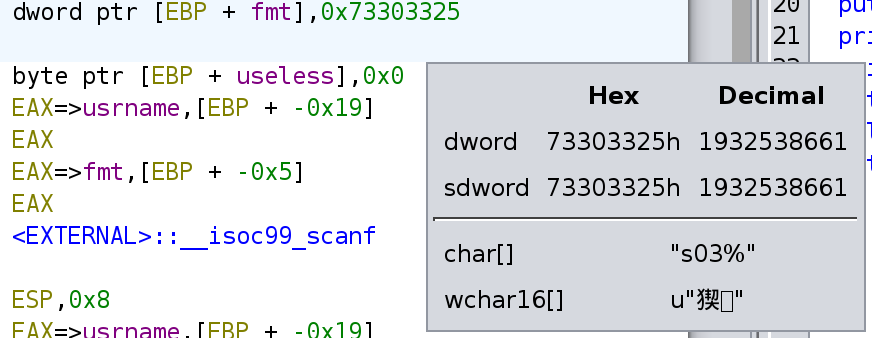 dword ptr [EBP + fmt],0x73303325
byte ptr [EBP + useless],0x0
EAX=>usrname,[EBP + -0x19]
EAX
EAX=>fmt,[EBP + -0x5]
EAX
<EXTERNAL>::__isoc99_scanf
ESP,0x8
EAX=>usrname,[EBP + -0x19]
20 put
21 pri
Hex Decimal
dword 73303325h 1932538661
sdword 73303325h 1932538661
char[] "s03%"
wchar16[] u"猰"